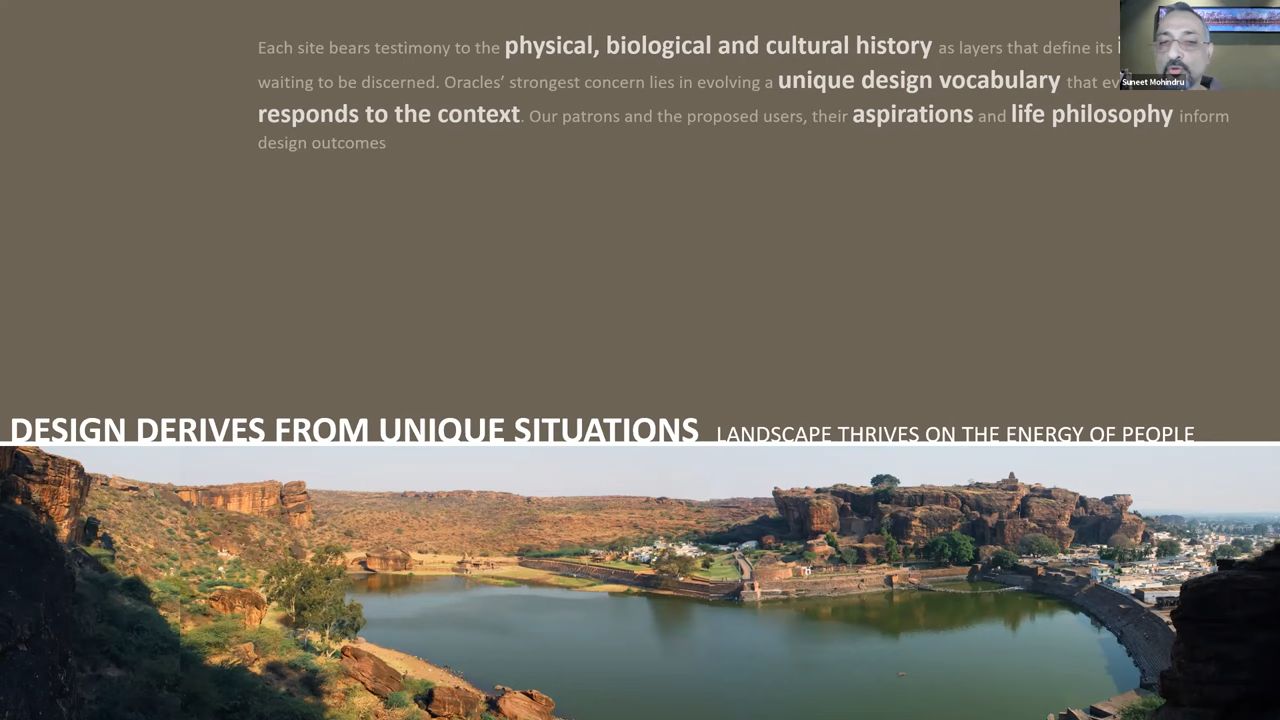 Each site bears testimony to the physical, biological and cultural history as layers that define its
waiting to be discerned. Oracles' strongest concern lies in evolving a unique design vocabulary that
responds to the context. Our patrons and the proposed users, their aspirations and life philosophy inform
design outcomes
Suneet Mohindru
DESIGN DERIVES FROM UNIQUE SITUATIONS LANDSCAPE THRIVES ON THE ENERGY OF PEOPLE